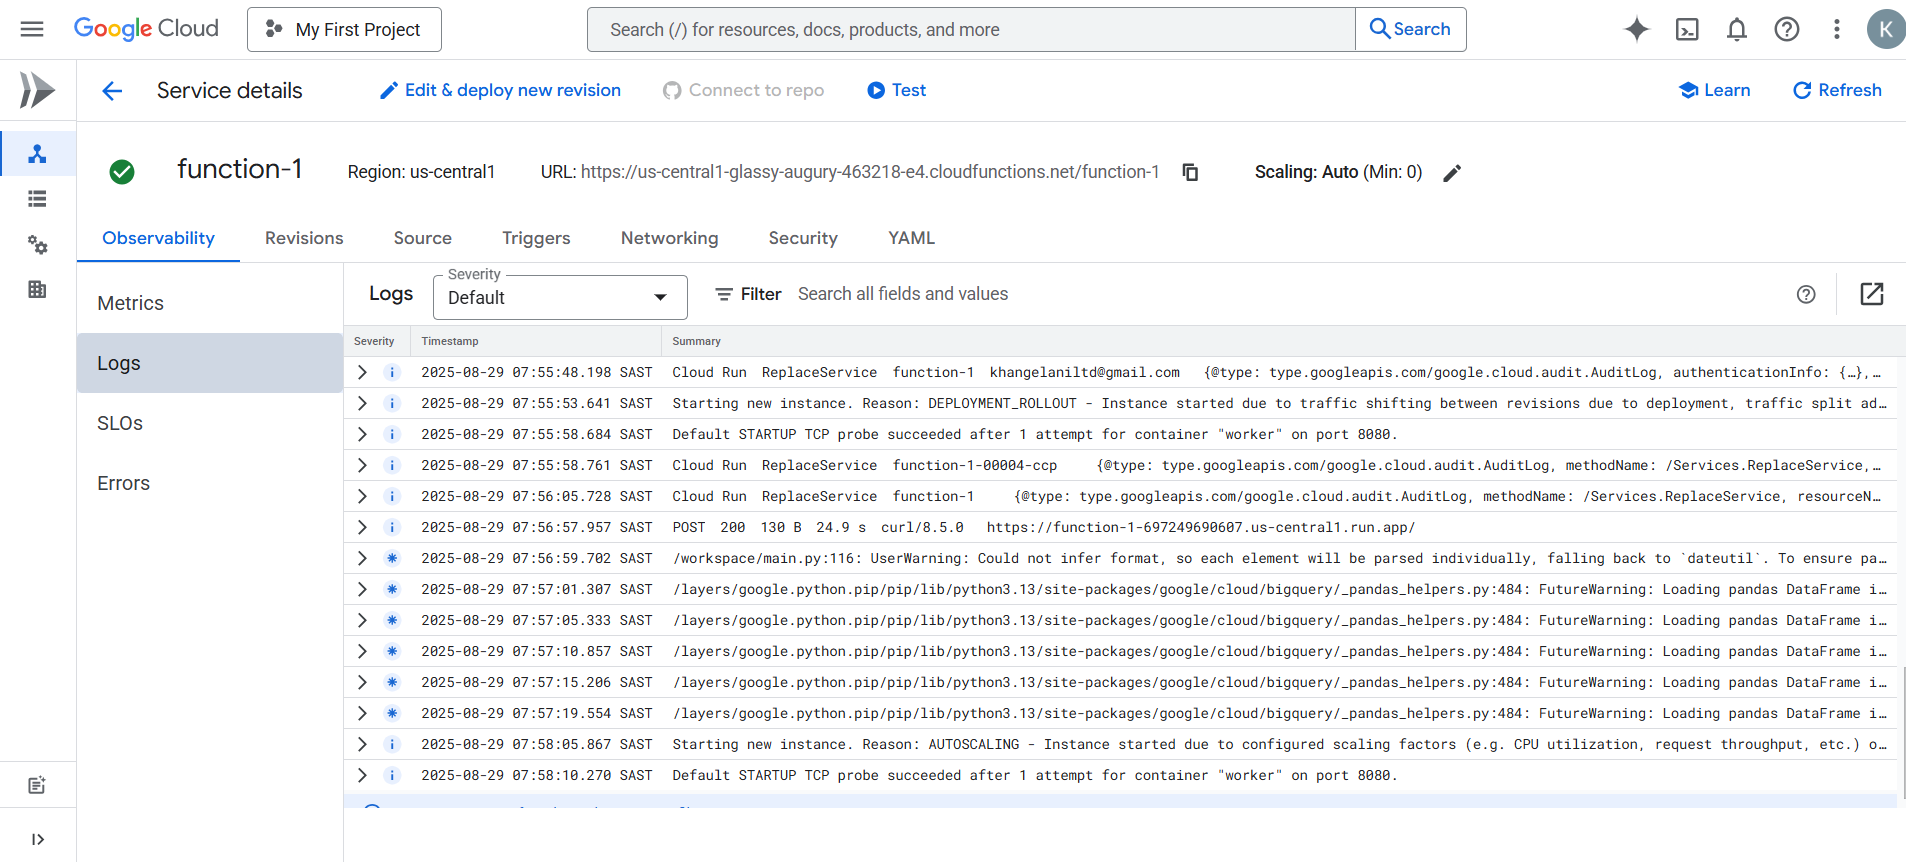 Google Cloud
My First Project
Search (/) for resources, docs, products, and more
Search
K
Service details
Edit & deploy new revision
Connect to repo
Test
Learn
Refresh
function-1
Region: us-central1
URL: https://us-central1-glassy-augury-463218-e4.cloudfunctions.net/function-1
Scaling: Auto (Min: 0)
Observability
Revisions
Source
Triggers
Networking
Security
YAML
Metrics
Logs
SLOs
Errors
Logs
Severity
Default
Filter
Search all fields and values
Severity Timestamp Summary
2025-08-29 07:55:48.198 SAST Cloud Run ReplaceService function-1 khangelaniltd@gmail.com {@type: type.googleapis.com/google.cloud.audit.AuditLog, authenticationInfo: {…},…
2025-08-29 07:55:53.641 SAST Starting new instance. Reason: DEPLOYMENT_ROLLOUT - Instance started due to traffic shifting between revisions due to deployment, traffic split ad…
2025-08-29 07:55:58.684 SAST Default STARTUP TCP probe succeeded after 1 attempt for container "worker" on port 8080.
2025-08-29 07:55:58.761 SAST Cloud Run ReplaceService function-1-00004-ccp {@type: type.googleapis.com/google.cloud.audit.AuditLog, methodName: /Services.ReplaceService,…
2025-08-29 07:56:05.728 SAST Cloud Run ReplaceService function-1 {@type: type.googleapis.com/google.cloud.audit.AuditLog, methodName: /Services.ReplaceService, resourceN…
2025-08-29 07:56:57.957 SAST POST 200 130 B 24.9 s curl/8.5.0 https://function-1-697249690607.us-central1.run.app/
2025-08-29 07:56:59.702 SAST /workspace/main.py:116: UserWarning: Could not infer format, so each element will be parsed individually, falling back to `dateutil`. To ensure pa…
2025-08-29 07:57:01.307 SAST /layers/google.python.pip/pip/lib/python3.13/site-packages/google/cloud/bigquery/_pandas_helpers.py:484: FutureWarning: Loading pandas DataFrame i…
2025-08-29 07:57:05.333 SAST /layers/google.python.pip/pip/lib/python3.13/site-packages/google/cloud/bigquery/_pandas_helpers.py:484: FutureWarning: Loading pandas DataFrame i…
2025-08-29 07:57:10.857 SAST /layers/google.python.pip/pip/lib/python3.13/site-packages/google/cloud/bigquery/_pandas_helpers.py:484: FutureWarning: Loading pandas DataFrame i…
2025-08-29 07:57:15.206 SAST /layers/google.python.pip/pip/lib/python3.13/site-packages/google/cloud/bigquery/_pandas_helpers.py:484: FutureWarning: Loading pandas DataFrame i…
2025-08-29 07:57:19.554 SAST /layers/google.python.pip/pip/lib/python3.13/site-packages/google/cloud/bigquery/_pandas_helpers.py:484: FutureWarning: Loading pandas DataFrame i…
2025-08-29 07:58:05.867 SAST Starting new instance. Reason: AUTOSCALING - Instance started due to configured scaling factors (e.g. CPU utilization, request throughput, etc.) o…
2025-08-29 07:58:10.270 SAST Default STARTUP TCP probe succeeded after 1 attempt for container "worker" on port 8080.